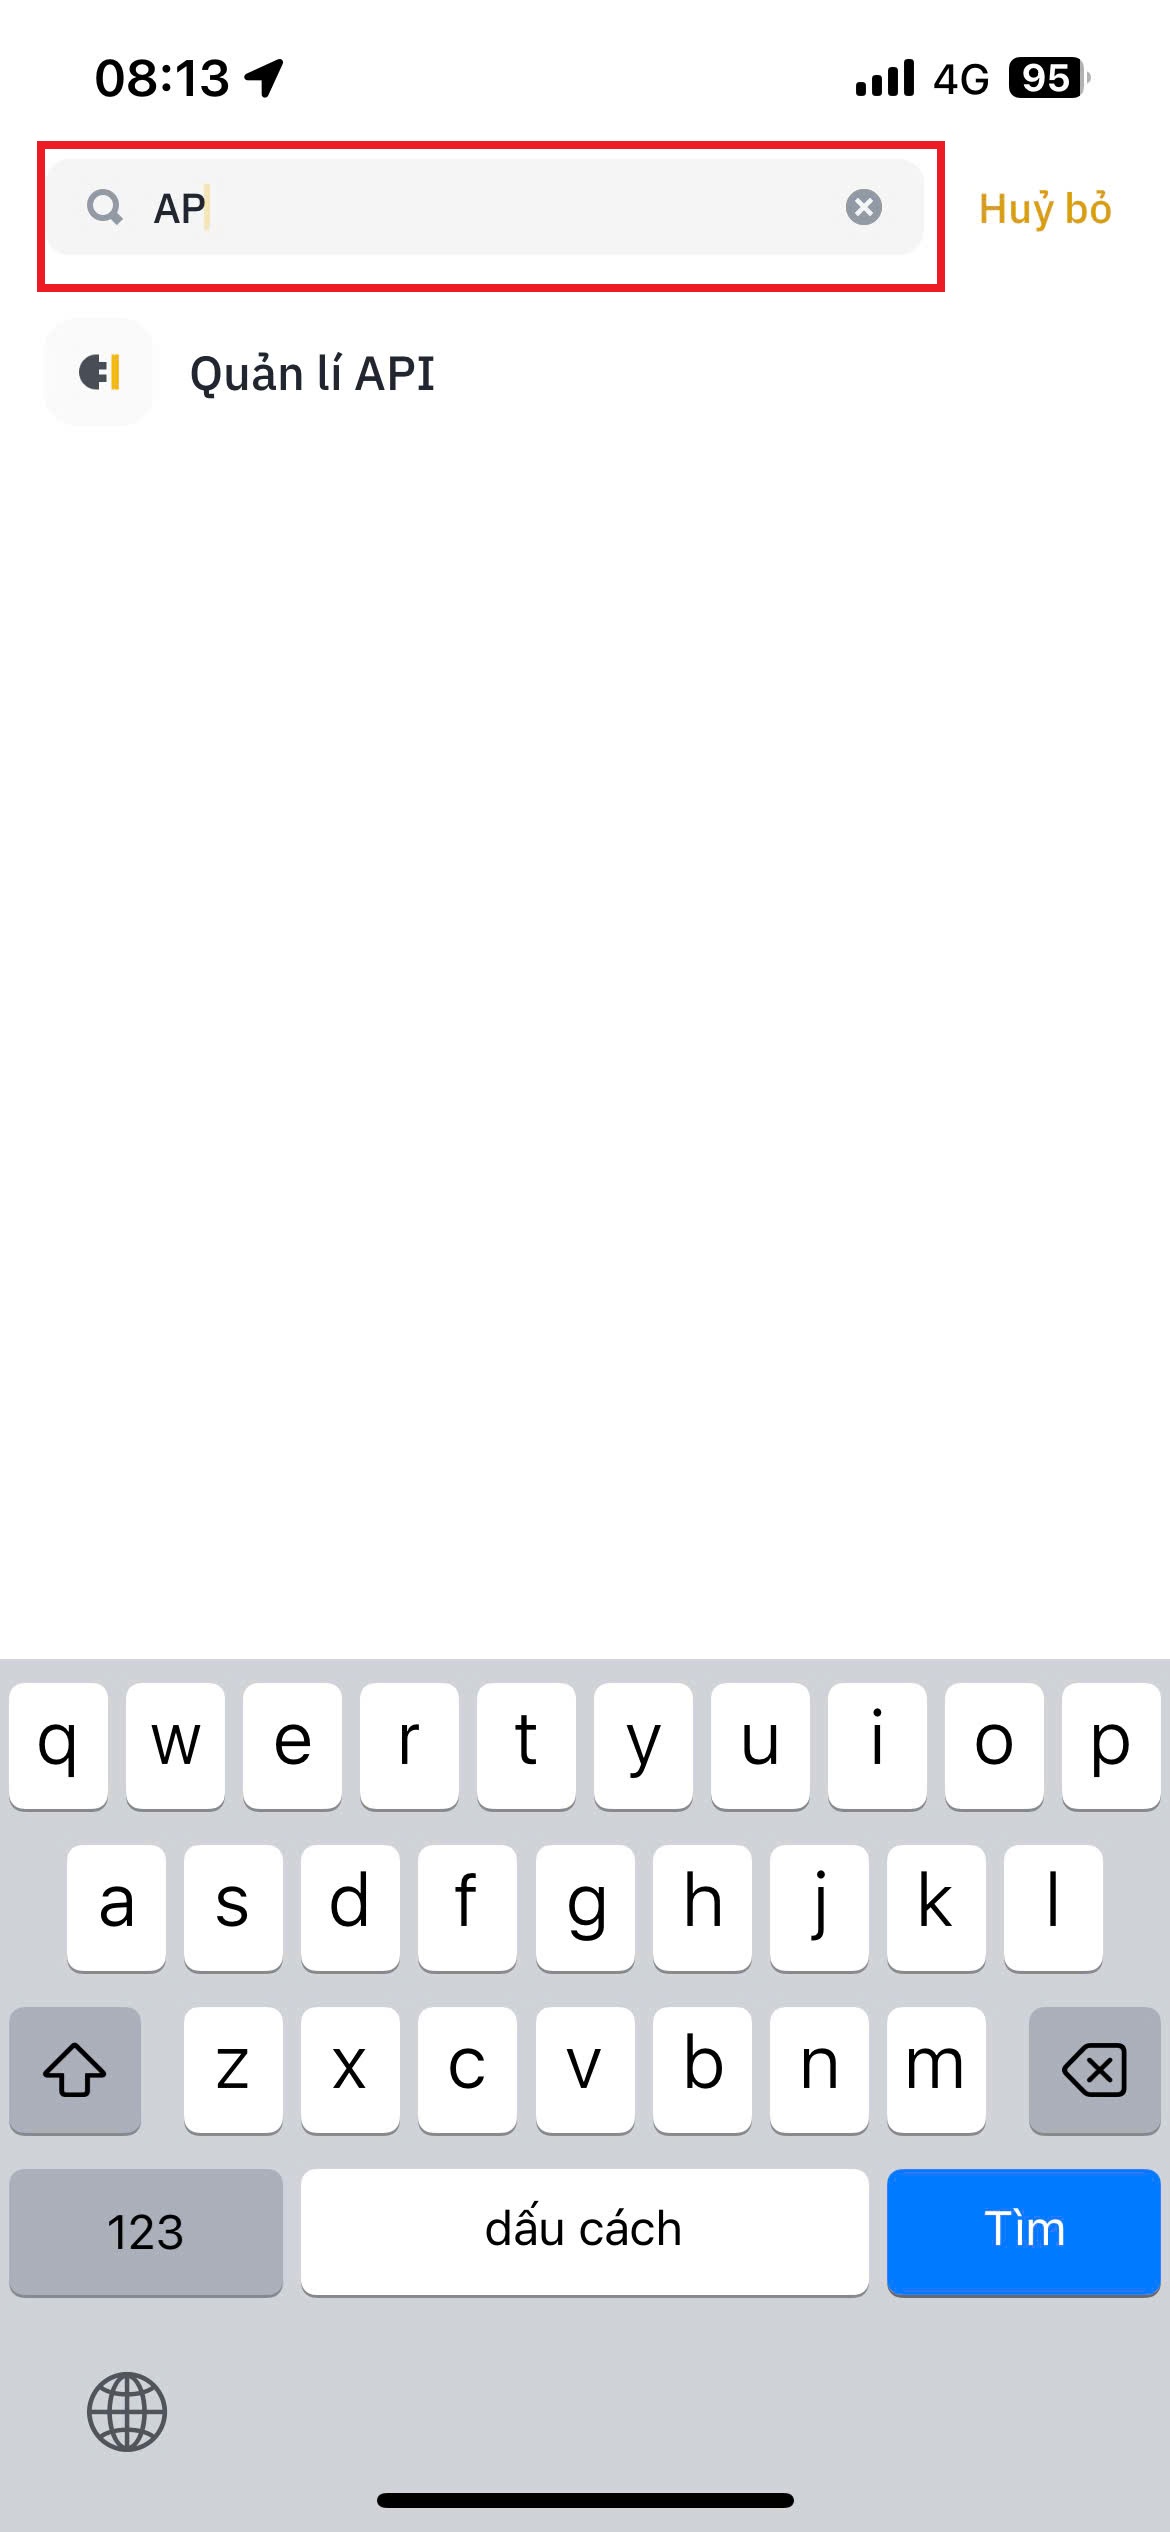 08:13 4G 95
AP Huỷ bỏ
Quản lí API
q w e r t y u i o p
a s d f g h j k l
z x c v b n m
123 dấu cách Tìm